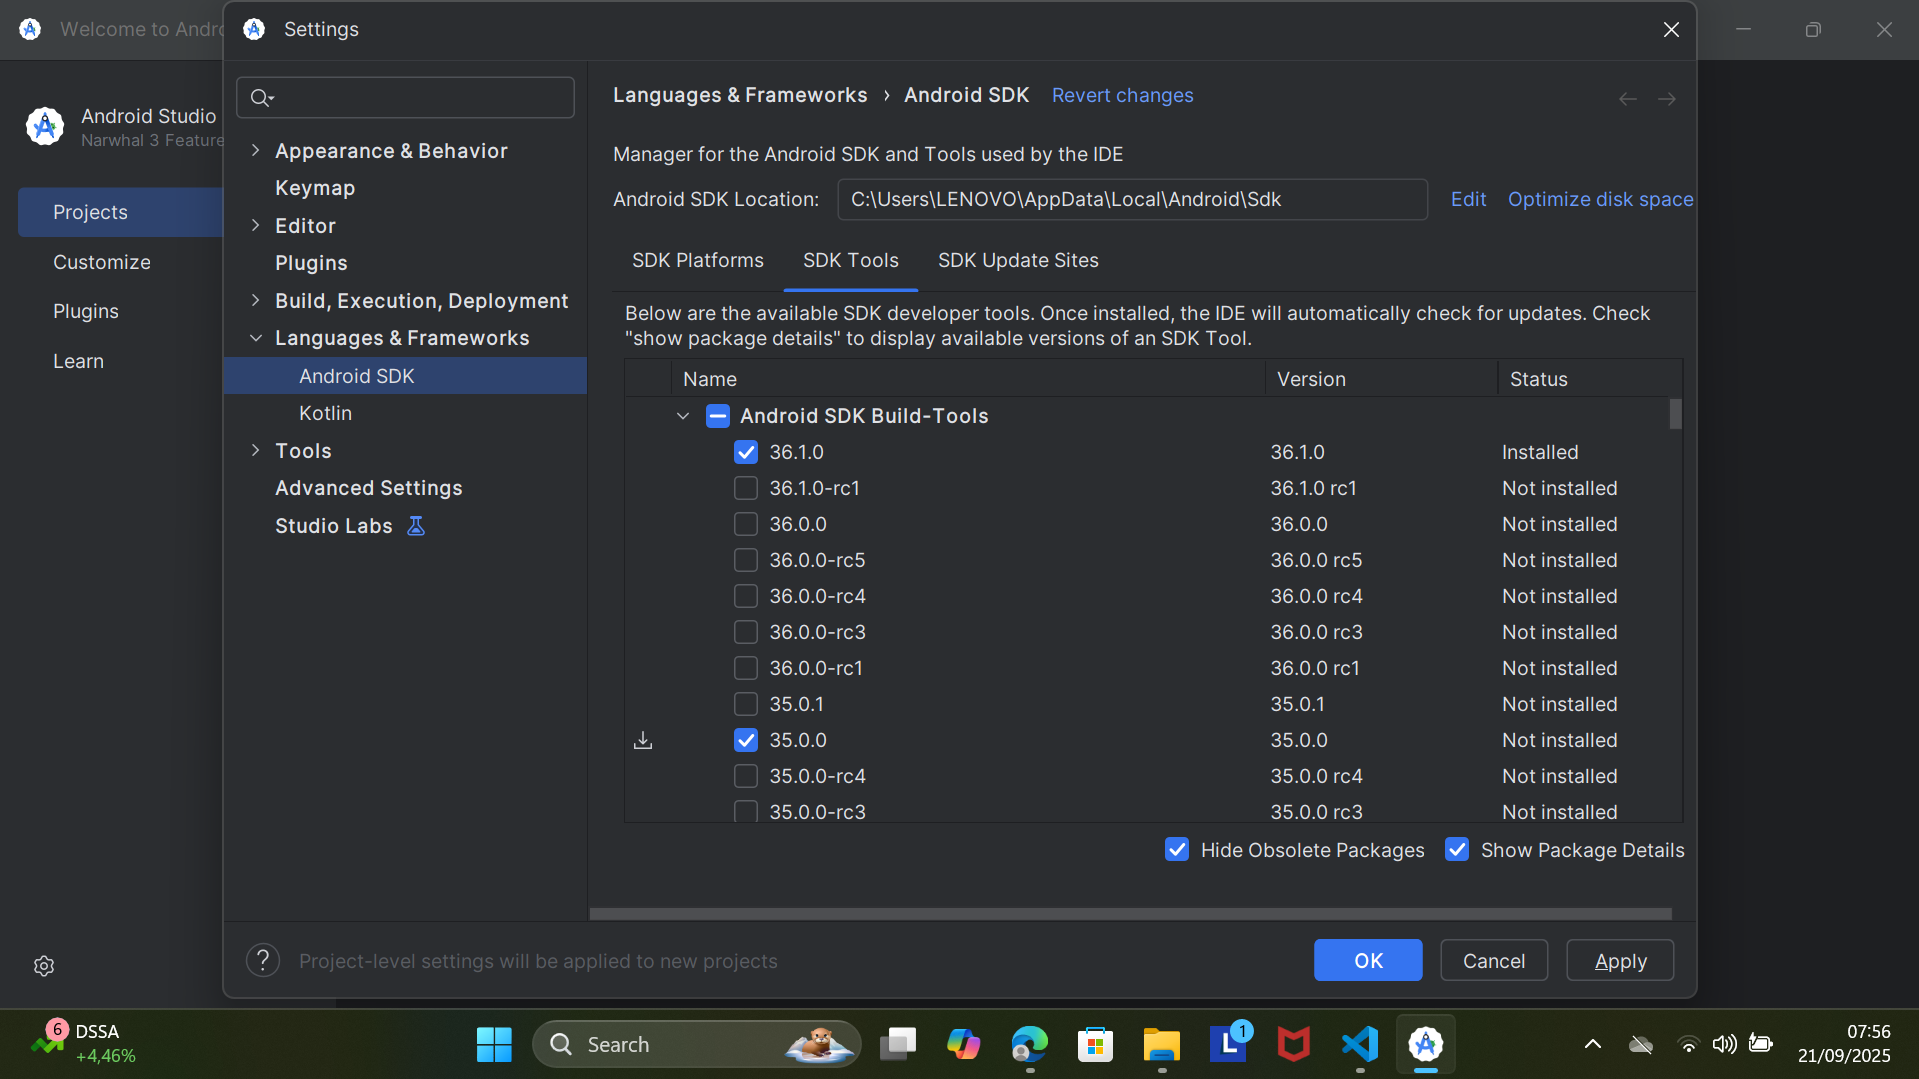 Welcome to Andro
Settings
Android Studio
Narwhal 3 Feature
Projects
Customize
Plugins
Learn
Appearance & Behavior
Keymap
Editor
Plugins
Build, Execution, Deployment
Languages & Frameworks
Android SDK
Kotlin
Tools
Advanced Settings
Studio Labs
Languages & Frameworks › Android SDK Revert changes
Manager for the Android SDK and Tools used by the IDE
Android SDK Location: C:\Users\LENOVO\AppData\Local\Android\Sdk Edit Optimize disk space
SDK Platforms SDK Tools SDK Update Sites
Below are the available SDK developer tools. Once installed, the IDE will automatically check for updates. Check
"show package details" to display available versions of an SDK Tool.
Name Version Status
Android SDK Build-Tools
36.1.0 36.1.0 Installed
36.1.0-rc1 36.1.0 rc1 Not installed
36.0.0 36.0.0 Not installed
36.0.0-rc5 36.0.0 rc5 Not installed
36.0.0-rc4 36.0.0 rc4 Not installed
36.0.0-rc3 36.0.0 rc3 Not installed
36.0.0-rc1 36.0.0 rc1 Not installed
35.0.1 35.0.1 Not installed
35.0.0 35.0.0 Not installed
35.0.0-rc4 35.0.0 rc4 Not installed
35.0.0-rc3 35.0.0 rc3 Not installed
Hide Obsolete Packages Show Package Details
? Project-level settings will be applied to new projects
OK Cancel Apply
6 DSSA
+4,46%
Search
L 1
07:56
21/09/2025